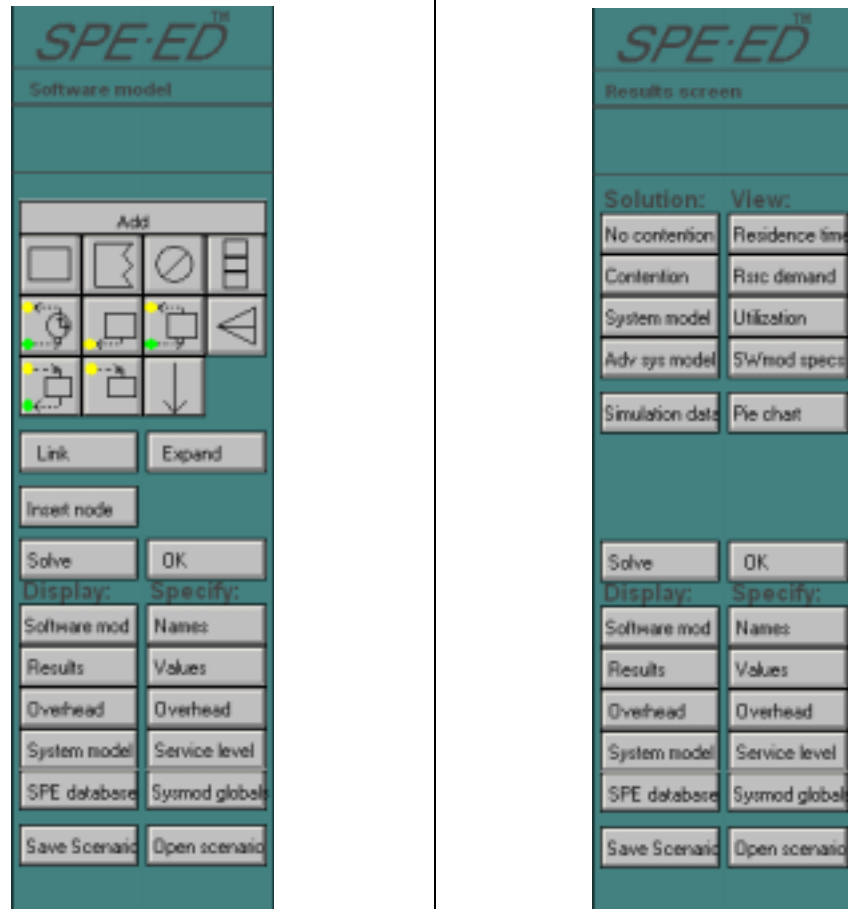 SPE·ED™
Software model
Add
Link Expand
Insert node
Solve OK
Display: Specify:
Software mod Names
Results Values
Overhead Overhead
System model Service level
SPE database Sysmod globals
Save Scenario Open scenario
SPE·ED™
Results screen
Solution: View:
No contention Residence time
Contention Rsrc demand
System model Utilization
Adv sys model SWmod specs
Simulation data Pie chart
Solve OK
Display: Specify:
Software mod Names
Results Values
Overhead Overhead
System model Service level
SPE database Sysmod globals
Save Scenario Open scenario